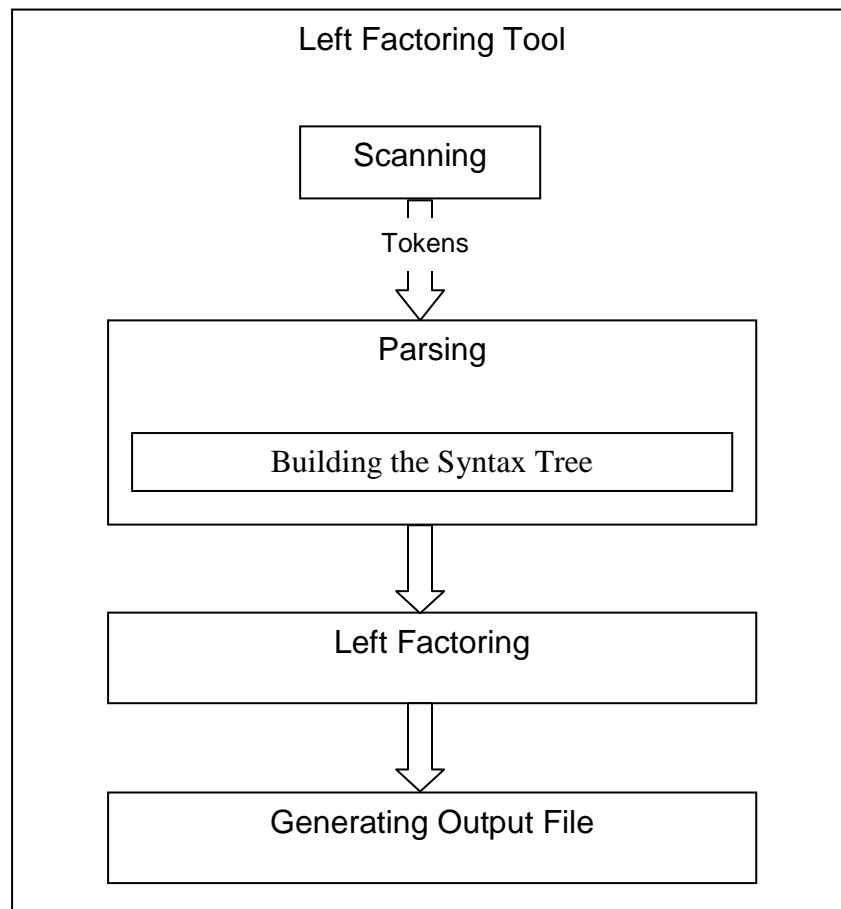 Left Factoring Tool
Scanning
Tokens
Parsing
Building the Syntax Tree
Left Factoring
Generating Output File